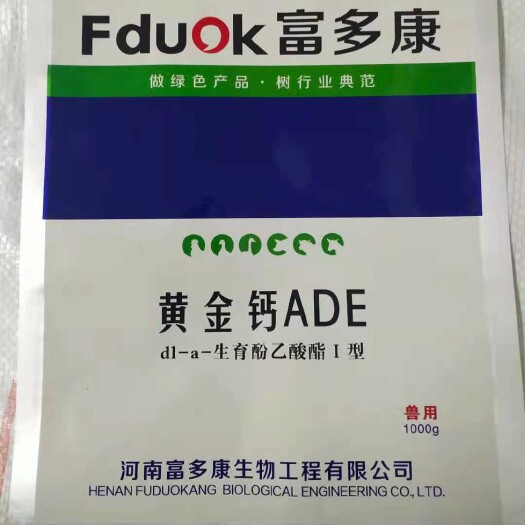 Fduok富多康
做绿色产品·树行业典范
黄金钙ADE
dl-a-生育酚乙酸酯 I 型
兽用
1000g
河南富多康生物工程有限公司
HENAN FUDUOKANG BIOLOGICAL ENGINEERING CO., LTD.